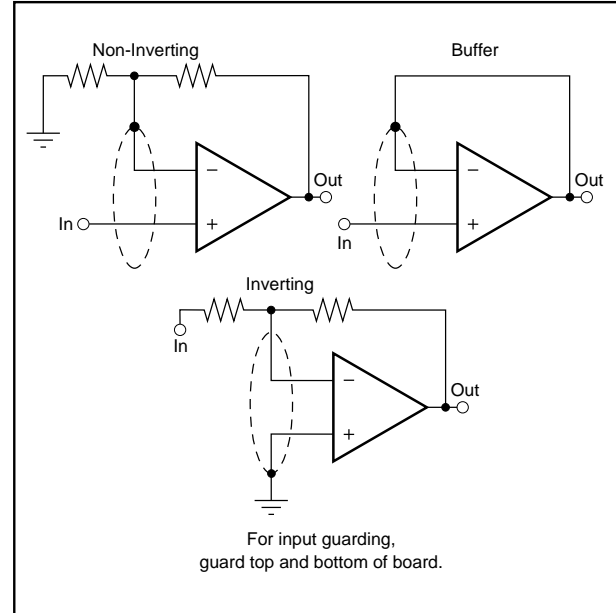 Non-Inverting
Buffer
−
+
In
Out
−
+
In
Out
Inverting
In
−
+
Out
For input guarding,
guard top and bottom of board.